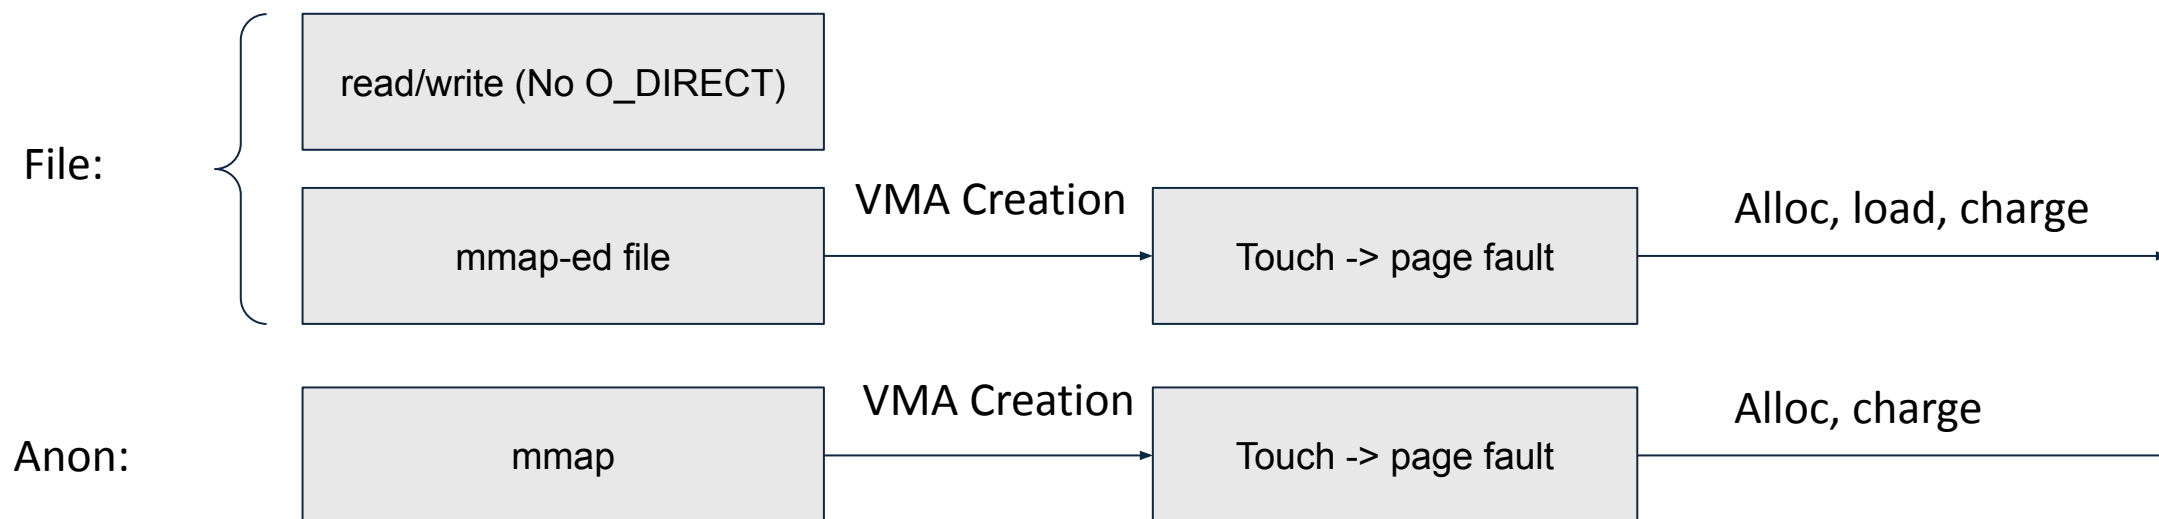 read/write (No O_DIRECT)
File:
VMA Creation
Alloc, load, charge
mmap-ed file
Touch -> page fault
VMA Creation
Alloc, charge
Anon:
mmap
Touch -> page fault